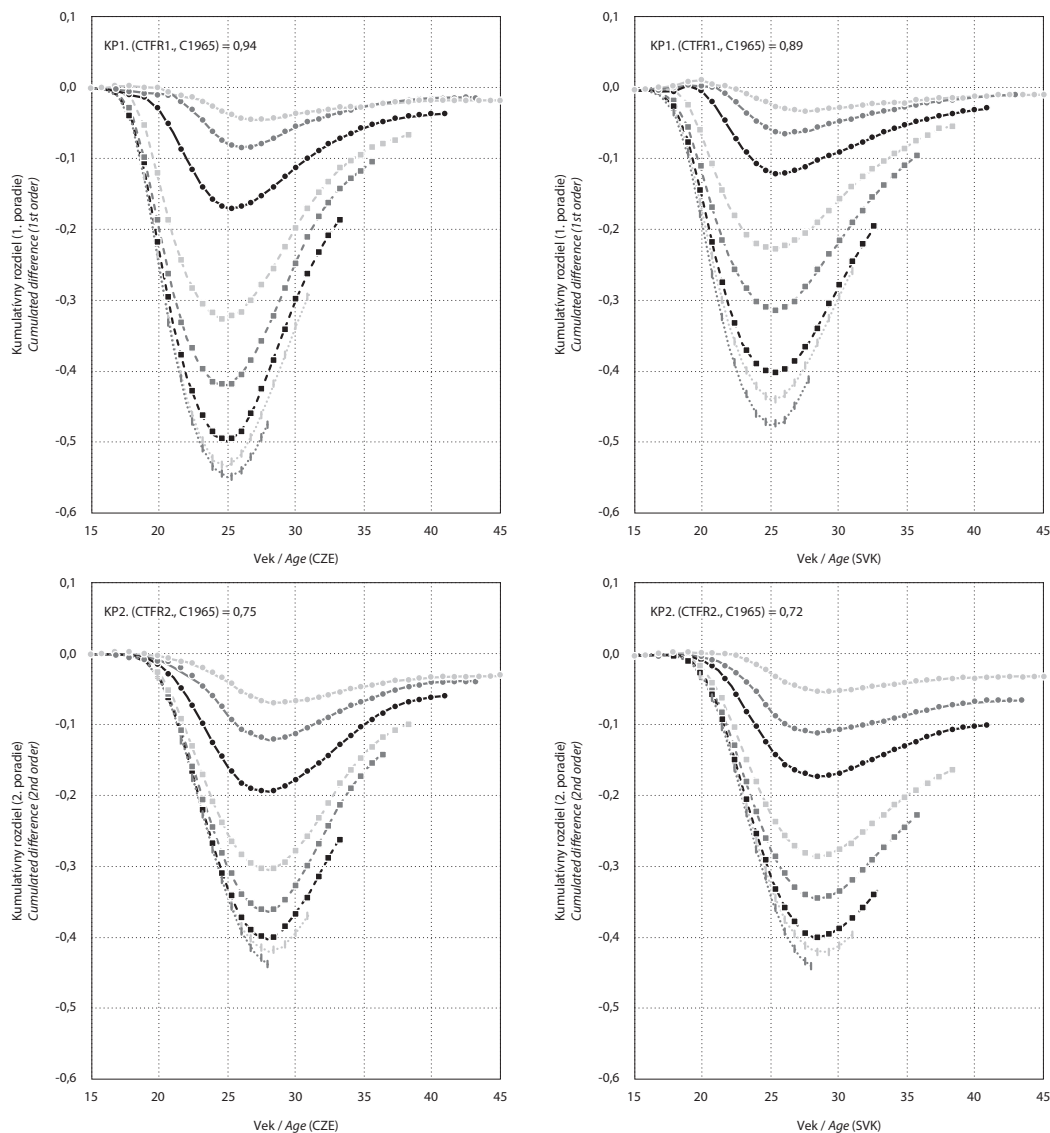 0,1
KP1. (CTFR1., C1965) = 0,94
0,0
-0,1
-0,2
-0,3
-0,4
-0,5
-0,6
Kumulatívny rozdiel (1. poradie)
Cumulated difference (1st order)
15 20 25 30 35 40 45
Vek / Age (CZE)
0,1
KP1. (CTFR1., C1965) = 0,89
0,0
-0,1
-0,2
-0,3
-0,4
-0,5
-0,6
Kumulatívny rozdiel (1. poradie)
Cumulated difference (1st order)
15 20 25 30 35 40 45
Vek / Age (SVK)
0,1
KP2. (CTFR2., C1965) = 0,75
0,0
-0,1
-0,2
-0,3
-0,4
-0,5
-0,6
Kumulatívny rozdiel (2. poradie)
Cumulated difference (2nd order)
15 20 25 30 35 40 45
Vek / Age (CZE)
0,1
KP2. (CTFR2., C1965) = 0,72
0,0
-0,1
-0,2
-0,3
-0,4
-0,5
-0,6
Kumulatívny rozdiel (2. poradie)
Cumulated difference (2nd order)
15 20 25 30 35 40 45
Vek / Age (SVK)